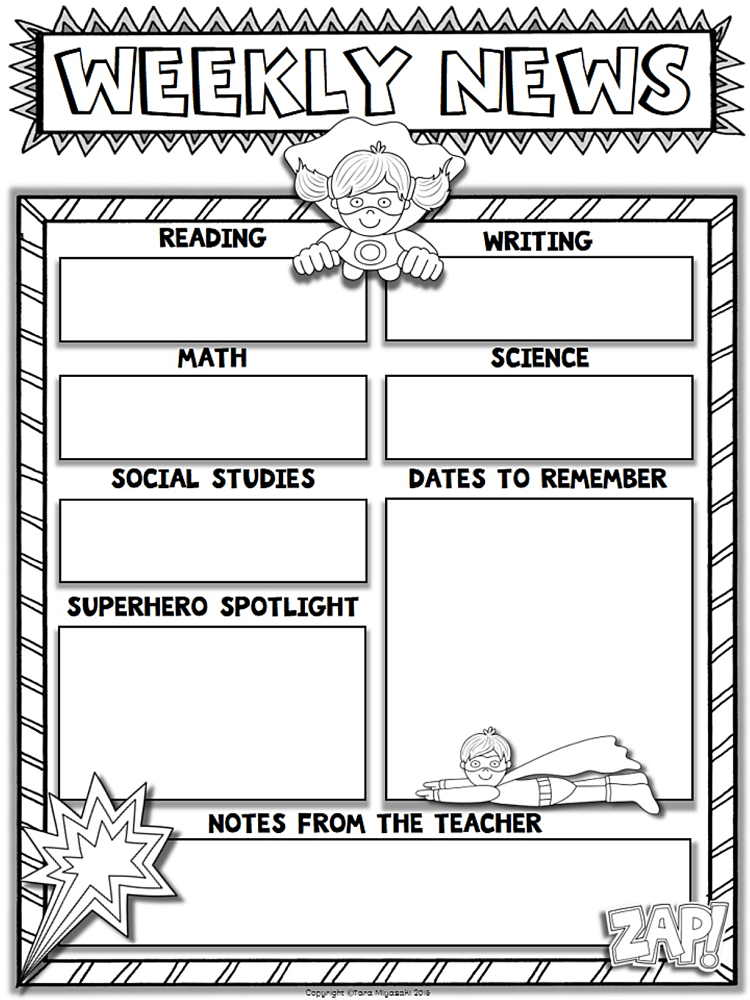 WEEKLY NEWS
READING
WRITING
MATH
SCIENCE
SOCIAL STUDIES
DATES TO REMEMBER
SUPERHERO SPOTLIGHT
NOTES FROM THE TEACHER
ZAP!
Copyright ©Tara Miyasaki 2016